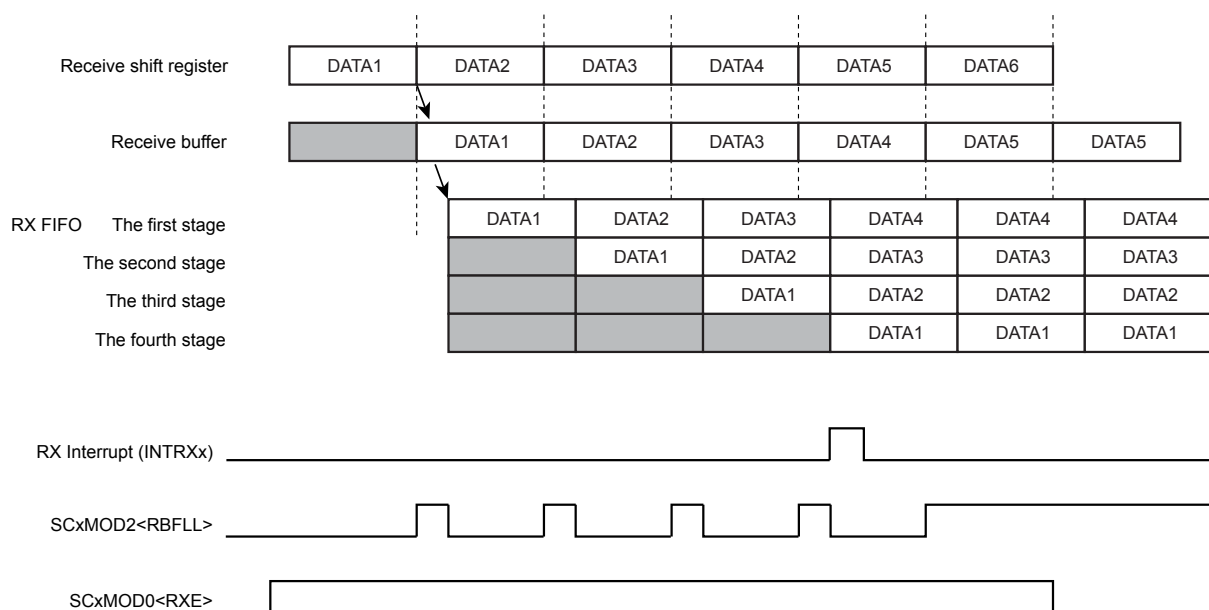 Receive shift register DATA1 DATA2 DATA3 DATA4 DATA5 DATA6
Receive buffer DATA1 DATA2 DATA3 DATA4 DATA5 DATA5
RX FIFO The first stage DATA1 DATA2 DATA3 DATA4 DATA4 DATA4
The second stage DATA1 DATA2 DATA3 DATA3 DATA3
The third stage DATA1 DATA2 DATA2 DATA2
The fourth stage DATA1 DATA1 DATA1
RX Interrupt (INTRXx)
SCxMOD2<RBFLL>
SCxMOD0<RXE>